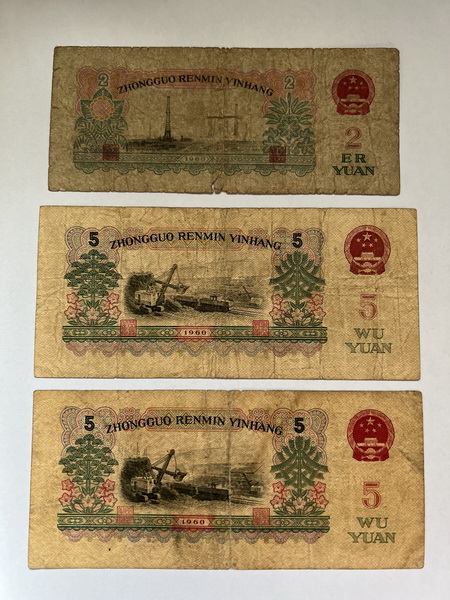 2 ZHONGGUO RENMIN YINHANG 2
1960
2
ER
YUAN
5 ZHONGGUO RENMIN YINHANG 5
1960
5
WU
YUAN
5 ZHONGGUO RENMIN YINHANG 5
1960
5
WU
YUAN